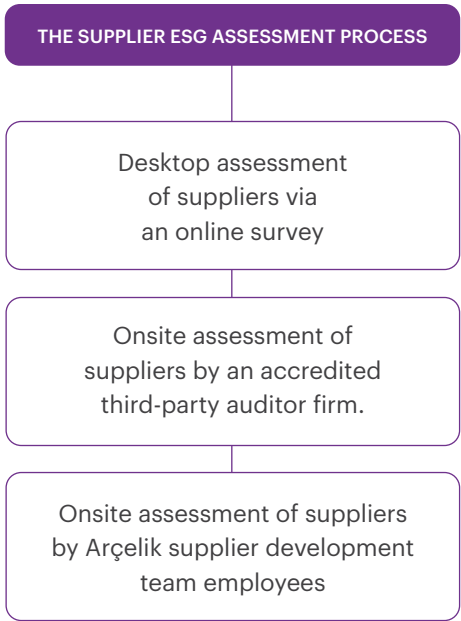 THE SUPPLIER ESG ASSESSMENT PROCESS
Desktop assessment
of suppliers via
an online survey
Onsite assessment of
suppliers by an accredited
third-party auditor firm.
Onsite assessment of suppliers
by Arçelik supplier development
team employees